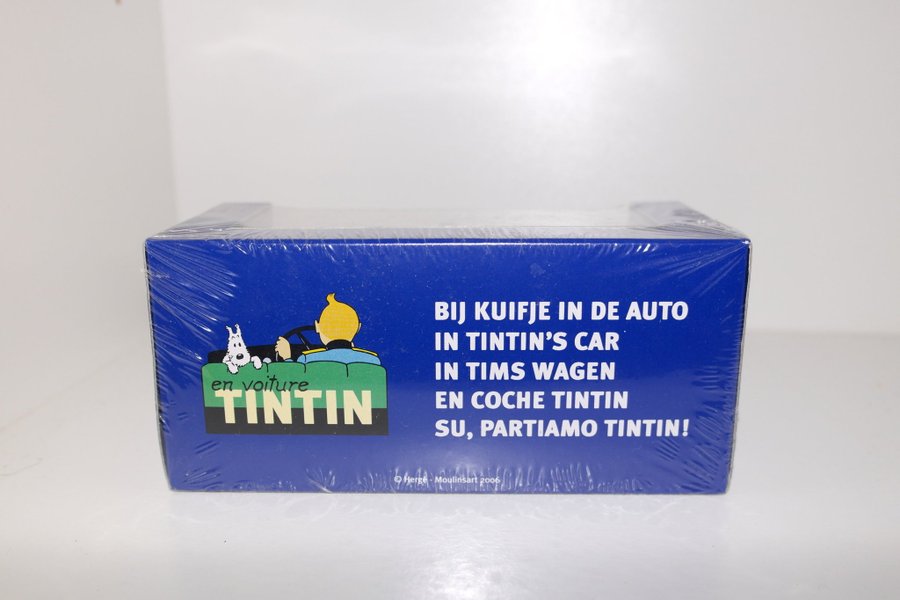 en voiture
TINTIN
BIJ KUIFJE IN DE AUTO
IN TINTIN'S CAR
IN TIMS WAGEN
EN COCHE TINTIN
SU, PARTIAMO TINTIN!
© Hergé - Moulinsart 2006